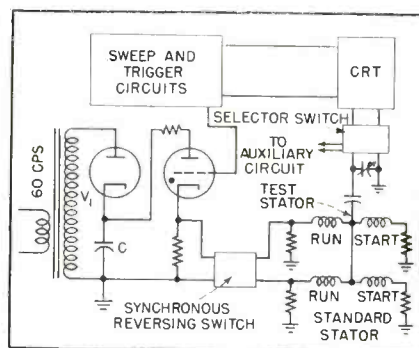 SWEEP AND
TRIGGER
CIRCUITS
CRT
SELECTOR SWITCH
TO
AUXILIARY
CIRCUIT
TEST
STATOR
60 CPS
V1
C
RUN
START
RUN
START
SYNCHRONOUS
REVERSING SWITCH
STANDARD
STATOR